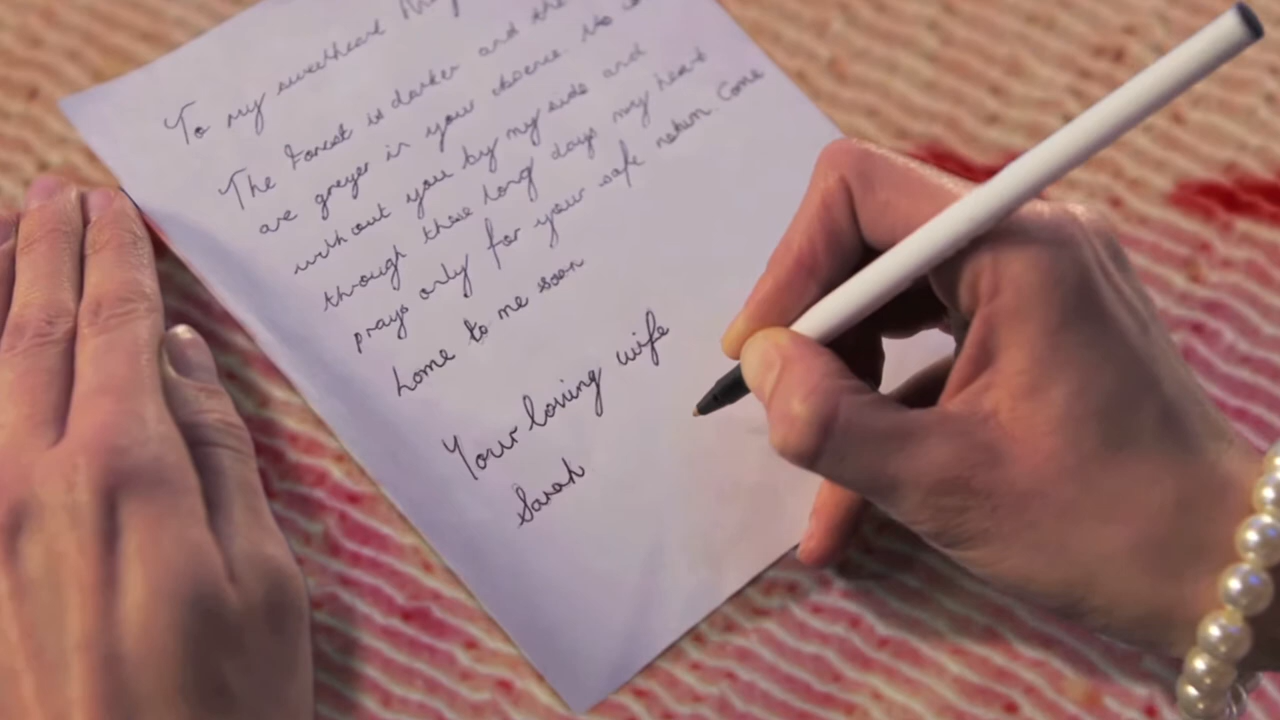 To my sweetheart
The Forest is darker and the
are greyer in your absence. to
without you by my side and
through these long days my heart
prays only for your safe return. Come
home to me soon
Your loving wife
Sarah